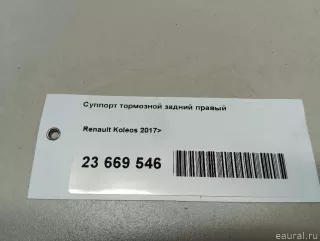 Суппорт тормозной задний правый
Renault Koleos 2017>
23 669 546
eaural.ru©